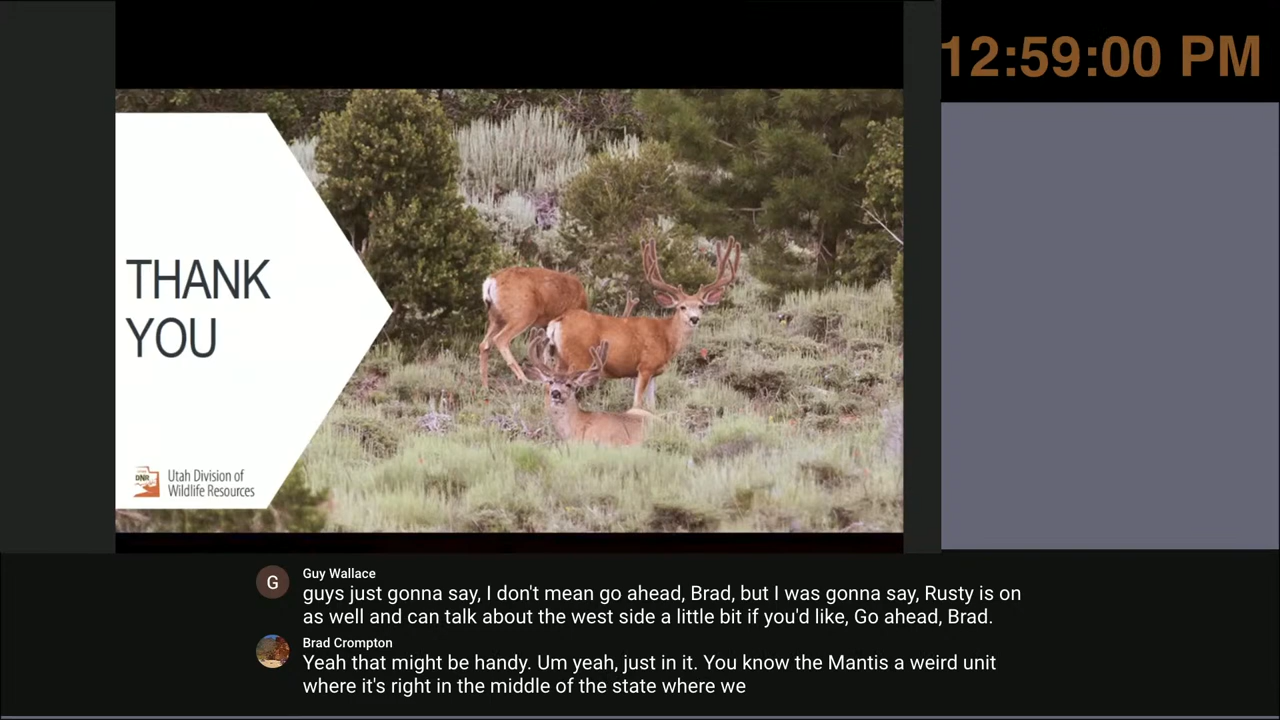 12:59:00 PM
THANK
YOU
DNR
Utah Division of
Wildlife Resources
G
Guy Wallace
guys just gonna say, I don't mean go ahead, Brad, but I was gonna say, Rusty is on
as well and can talk about the west side a little bit if you'd like, Go ahead, Brad.
Brad Crompton
Yeah that might be handy. Um yeah, just in it. You know the Mantis a weird unit
where it's right in the middle of the state where we